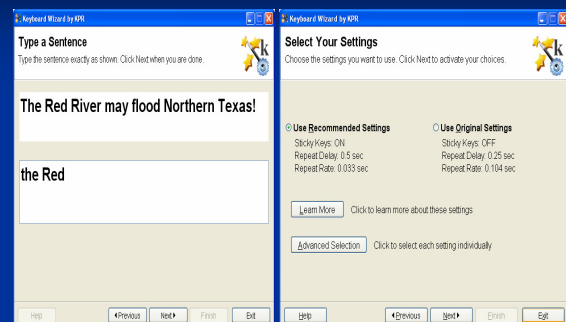 Keyboard Wizard by KPR
Type a Sentence
Type the sentence exactly as shown. Click Next when you are done.
k
The Red River may flood Northern Texas!
the Red
Help
Previous
Next
Finish
Exit
Keyboard Wizard by KPR
Select Your Settings
Choose the settings you want to use. Click Next to activate your choices.
k
Use Recommended Settings
Sticky Keys: ON
Repeat Delay: 0.5 sec
Repeat Rate: 0.033 sec
Use Original Settings
Sticky Keys: OFF
Repeat Delay: 0.25 sec
Repeat Rate: 0.104 sec
Learn More
Click to learn more about these settings
Advanced Selection
Click to select each setting individually
Help
Previous
Next
Finish
Exit